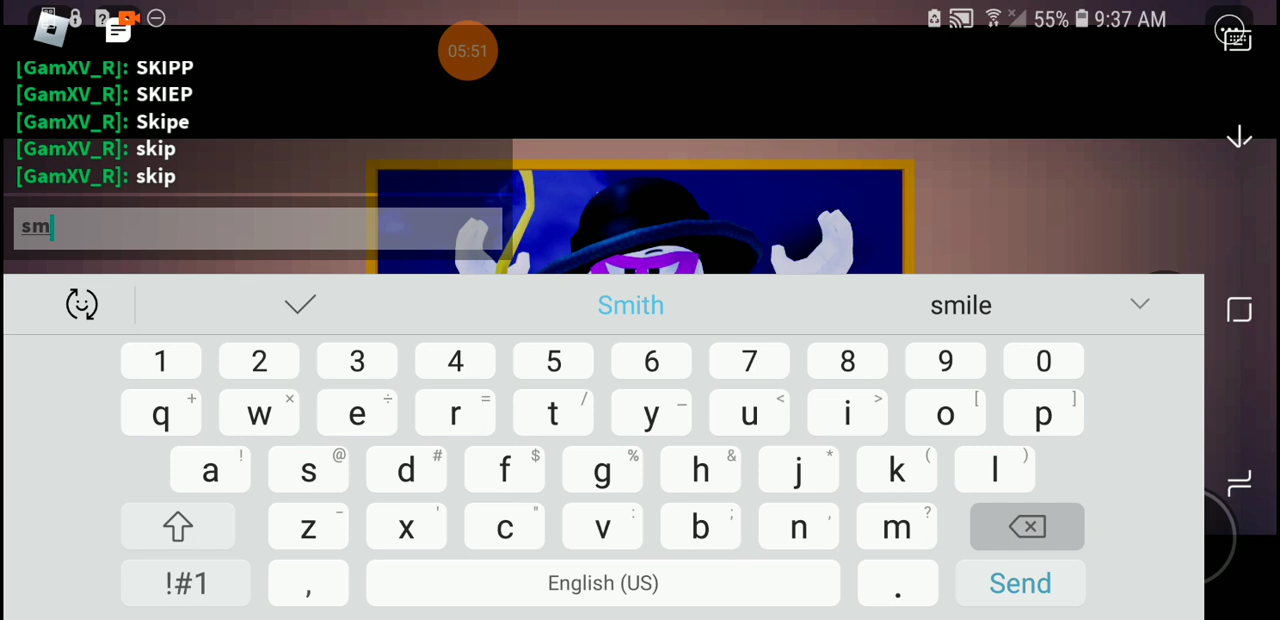 05:51
55% 9:37 AM
[GamXV_R]: SKIPP
[GamXV_R]: SKIEP
[GamXV_R]: Skipe
[GamXV_R]: skip
[GamXV_R]: skip
sm
Smith smile
1 2 3 4 5 6 7 8 9 0
+ × ÷ = / _ < > [ ]
q w e r t y u i o p
! @ # $ % & * ( )
a s d f g h j k l
- ' " : ; , ?
z x c v b n m
!#1 , English (US) . Send